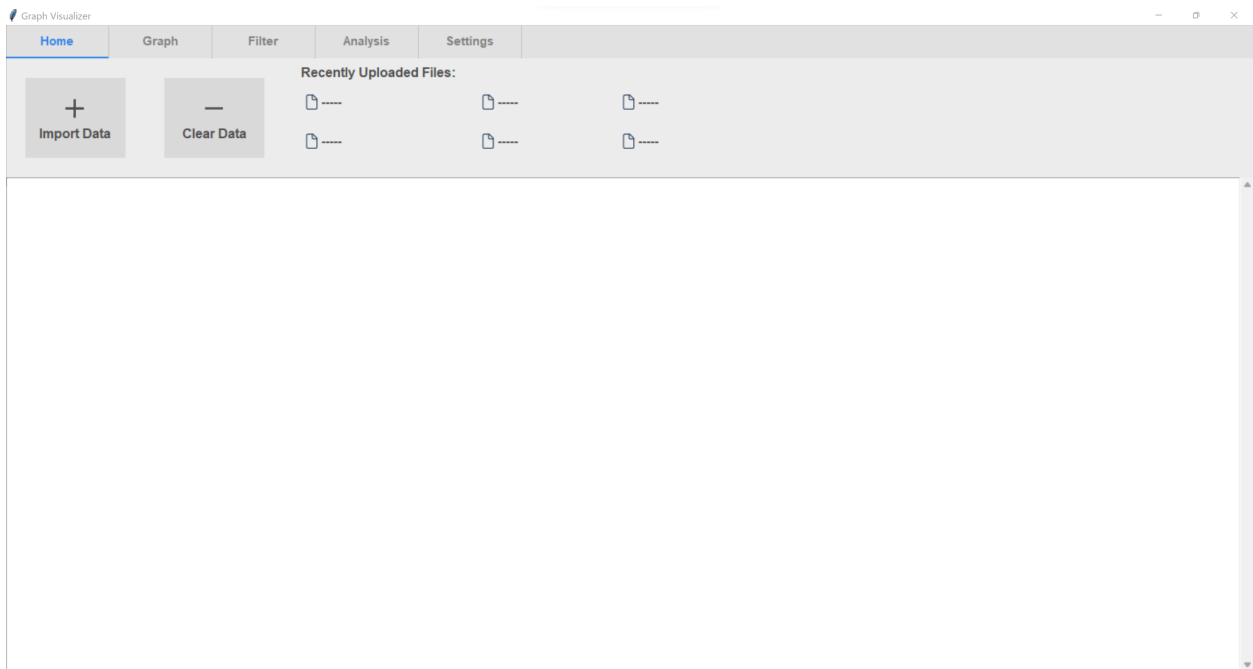 Graph Visualizer
Home Graph Filter Analysis Settings
Recently Uploaded Files:
----- ----- -----
Import Data Clear Data
----- ----- -----